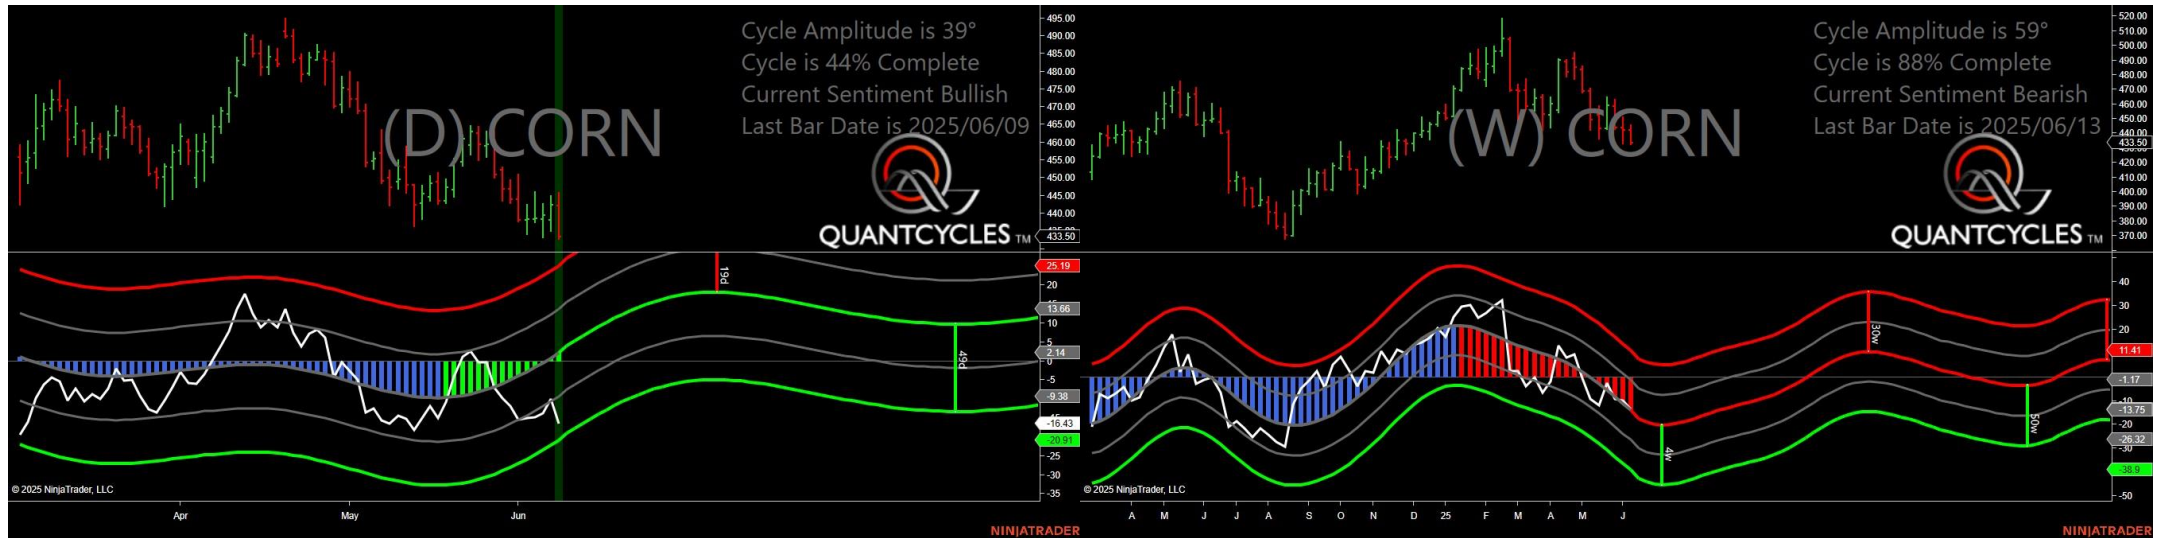 Cycle Amplitude is 39°
Cycle is 44% Complete
Current Sentiment Bullish
Last Bar Date is 2025/06/09
(D) CORN
QUANTCYCLES TM
495.00
490.00
485.00
480.00
475.00
470.00
465.00
460.00
455.00
450.00
445.00
440.00
433.50
25.19
20
13.66
10
5
2.14
0
-5
-9.38
-16.43
-20.91
-25
-30
-35
19d
49d
© 2025 NinjaTrader, LLC
Apr May Jun
NINJATRADER
Cycle Amplitude is 59°
Cycle is 88% Complete
Current Sentiment Bearish
Last Bar Date is 2025/06/13
(W) CORN
QUANTCYCLES TM
520.00
510.00
500.00
490.00
480.00
470.00
460.00
450.00
440.00
433.50
420.00
410.00
400.00
390.00
380.00
370.00
40
30
20
11.41
-1.17
-10
-13.75
-20
-26.32
-30
-38.9
-50
4w
30w
50w
© 2025 NinjaTrader, LLC
A M J J A S O N D 25 F M A M J
NINJATRADER